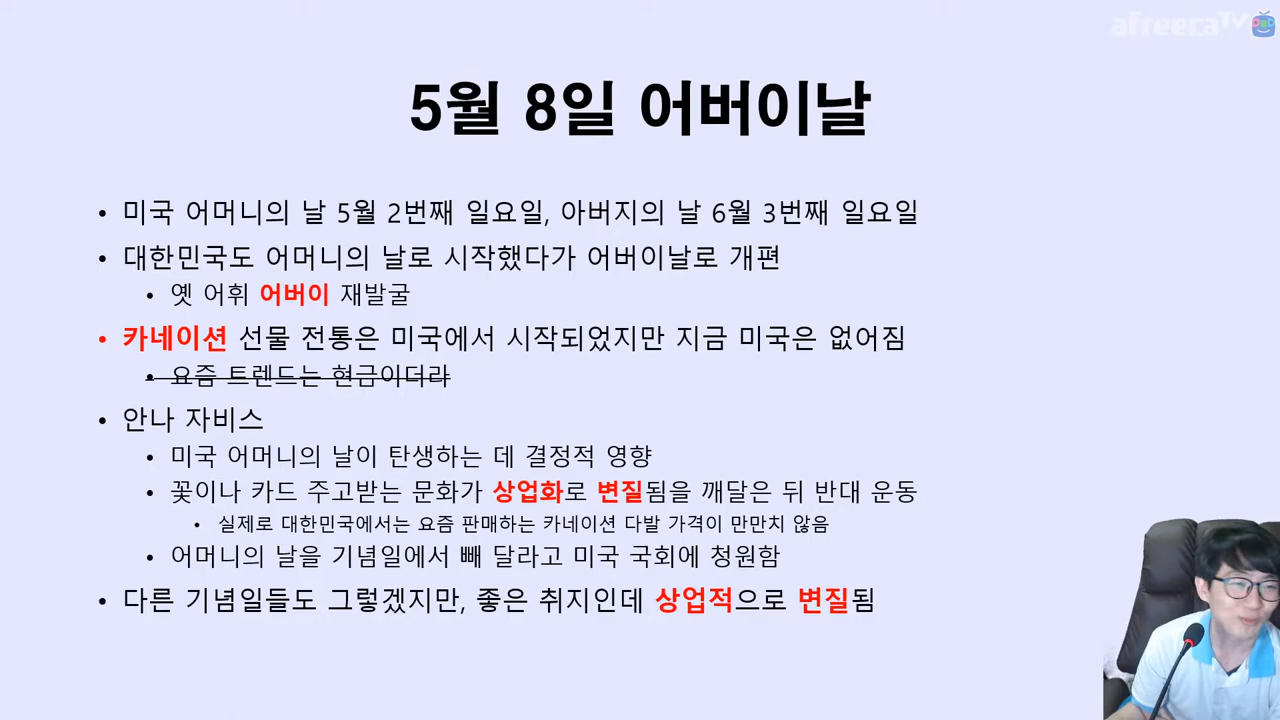 afreecaTV
5월 8일 어버이날
• 미국 어머니의 날 5월 2번째 일요일, 아버지의 날 6월 3번째 일요일
• 대한민국도 어머니의 날로 시작했다가 어버이날로 개편
• 옛 어휘 어버이 재발굴
• 카네이션 선물 전통은 미국에서 시작되었지만 지금 미국은 없어짐
• 요즘 트렌드는 현금이더라
• 안나 자비스
• 미국 어머니의 날이 탄생하는 데 결정적 영향
• 꽃이나 카드 주고받는 문화가 상업화로 변질됨을 깨달은 뒤 반대 운동
• 실제로 대한민국에서는 요즘 판매하는 카네이션 다발 가격이 만만치 않음
• 어머니의 날을 기념일에서 빼 달라고 미국 국회에 청원함
• 다른 기념일들도 그렇겠지만, 좋은 취지인데 상업적으로 변질됨